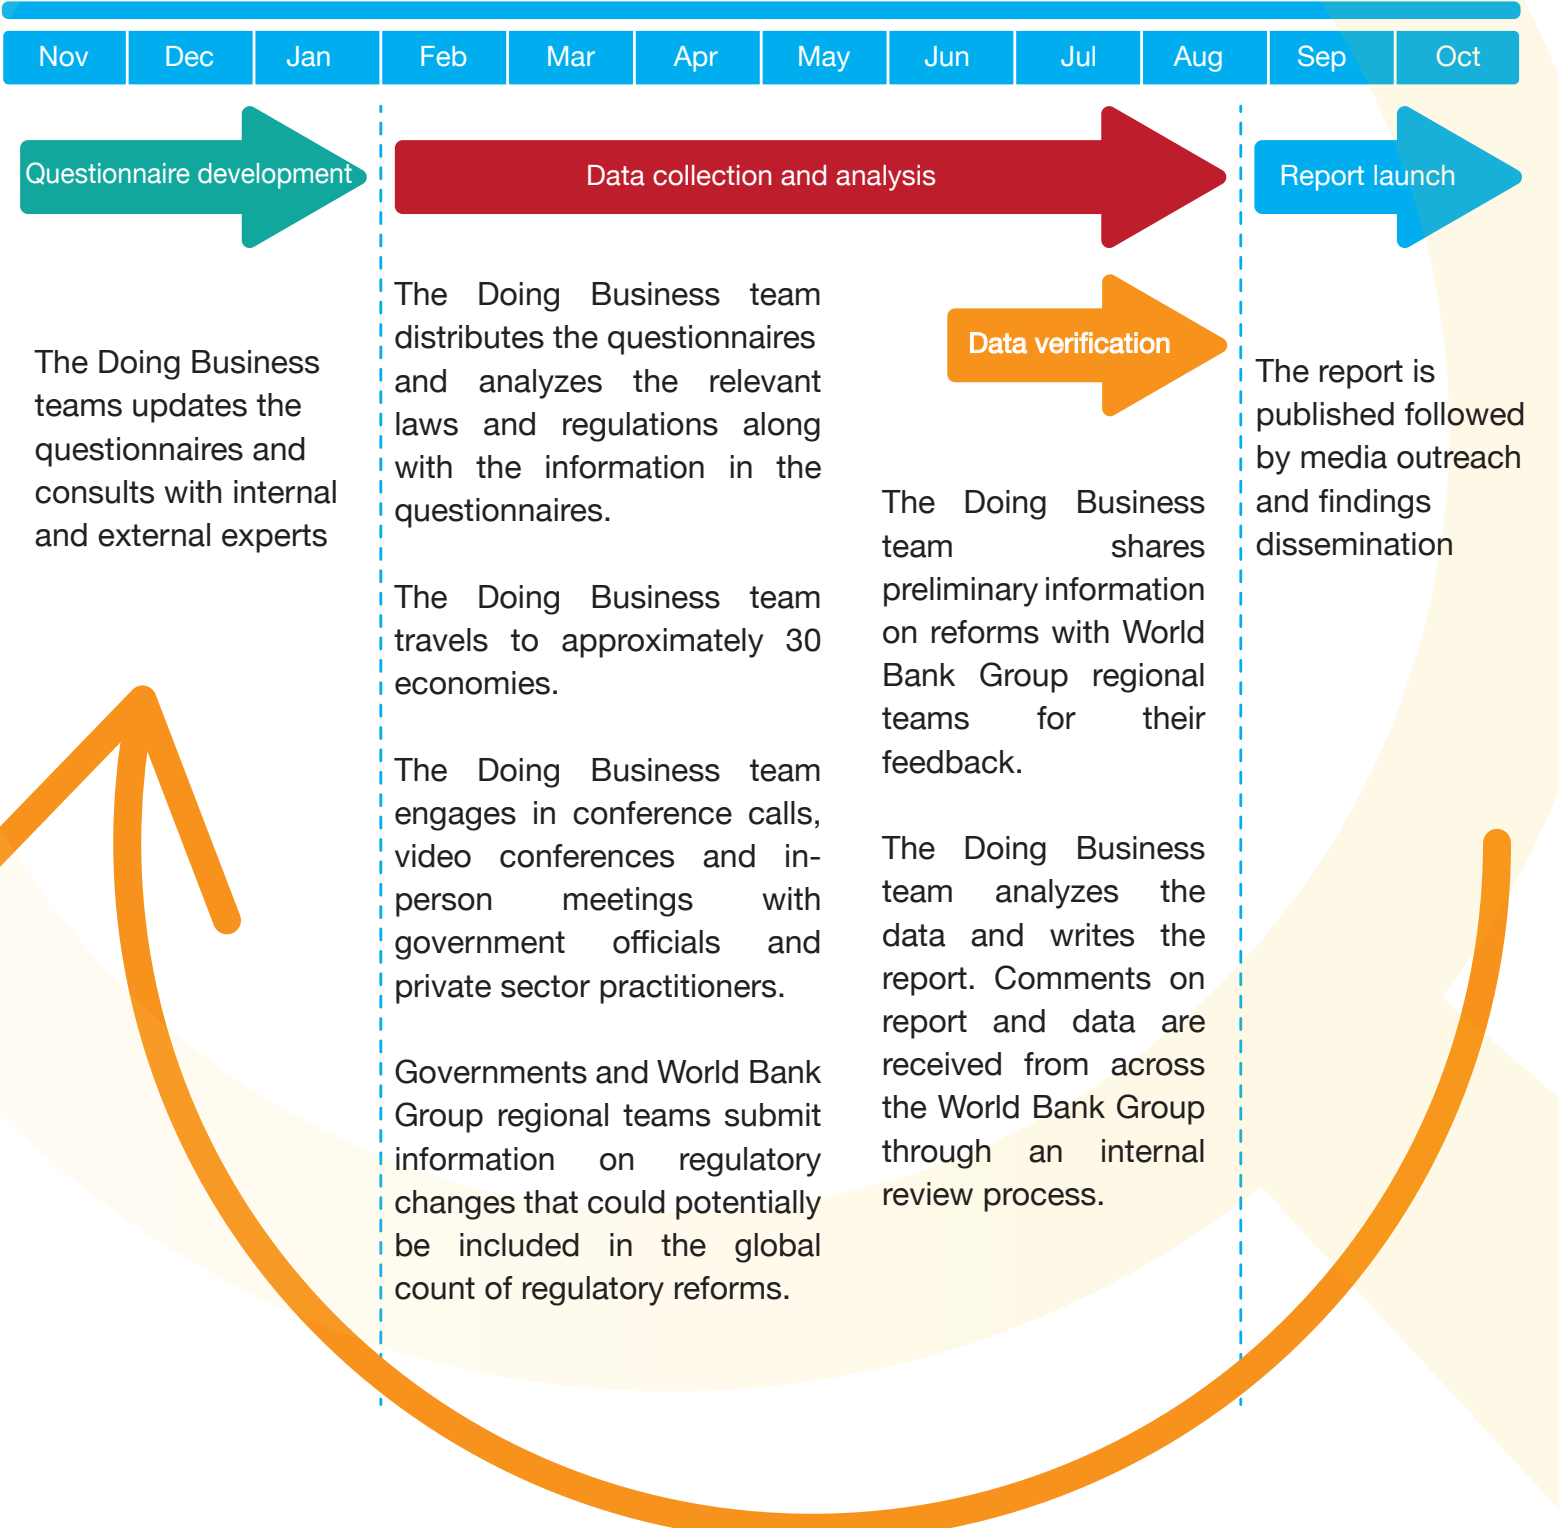 Nov Dec Jan Feb Mar Apr May Jun Jul Aug Sep Oct
Questionnaire development
Data collection and analysis
Report launch
Data verification
The Doing Business
teams updates the
questionnaires and
consults with internal
and external experts
The Doing Business team
distributes the questionnaires
and analyzes the relevant
laws and regulations along
with the information in the
questionnaires.
The Doing Business team
travels to approximately 30
economies.
The Doing Business team
engages in conference calls,
video conferences and in-
person meetings with
government officials and
private sector practitioners.
Governments and World Bank
Group regional teams submit
information on regulatory
changes that could potentially
be included in the global
count of regulatory reforms.
The Doing Business
team shares
preliminary information
on reforms with World
Bank Group regional
teams for their
feedback.
The Doing Business
team analyzes the
data and writes the
report. Comments on
report and data are
received from across
the World Bank Group
through an internal
review process.
The report is
published followed
by media outreach
and findings
dissemination